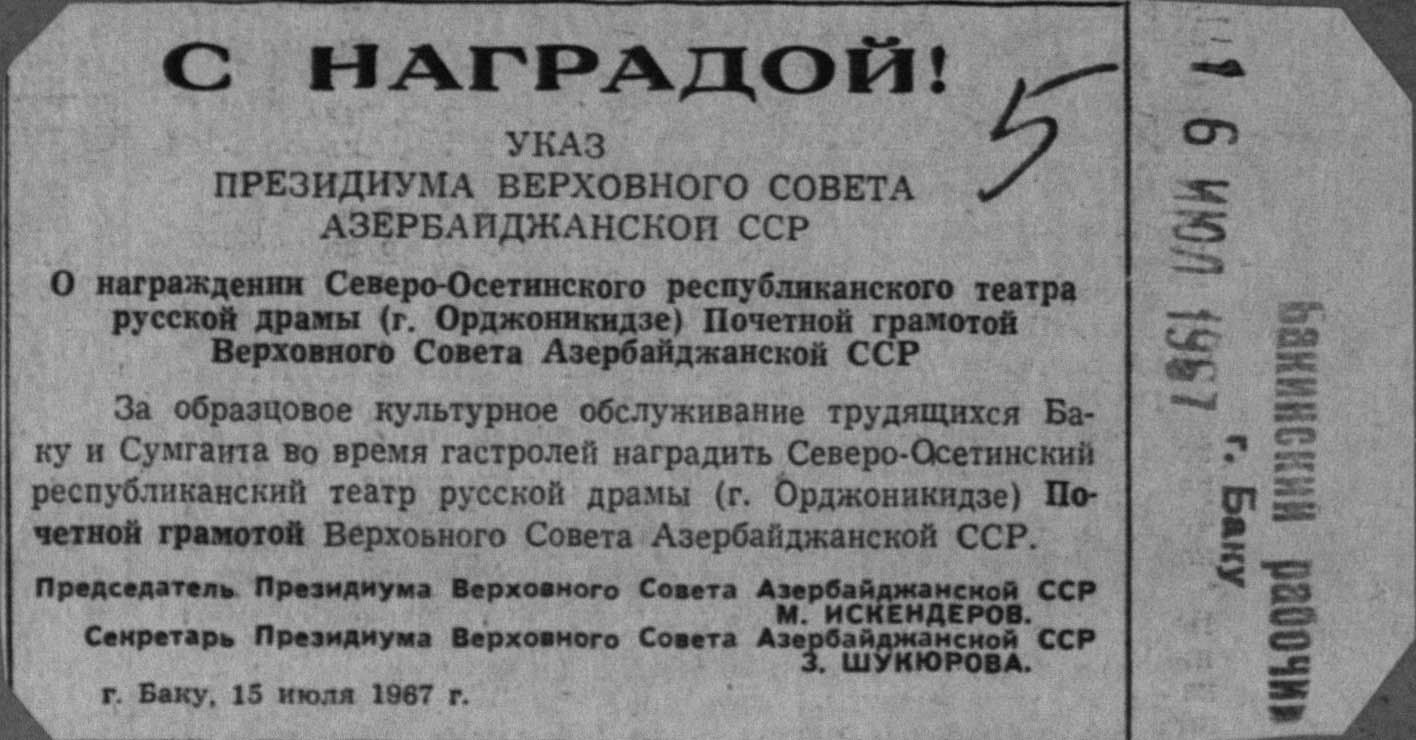 С НАГРАДОЙ!
5
УКАЗ
ПРЕЗИДИУМА ВЕРХОВНОГО СОВЕТА
АЗЕРБАЙДЖАНСКОЙ ССР
О награждении Северо-Осетинского республиканского театра
русской драмы (г. Орджоникидзе) Почетной грамотой
Верховного Совета Азербайджанской ССР
За образцовое культурное обслуживание трудящихся Ба-
ку и Сумгаита во время гастролей наградить Северо-Осетинский
республиканский театр русской драмы (г. Орджоникидзе) По-
четной грамотой Верховного Совета Азербайджанской ССР.
Председатель Президиума Верховного Совета Азербайджанской ССР
М. ИСКЕНДЕРОВ.
Секретарь Президиума Верховного Совета Азербайджанской ССР
З. ШУКЮРОВА.
г. Баку, 15 июля 1967 г.
16 ИЮЛ 1967
Бакинский рабочий
г. Баку